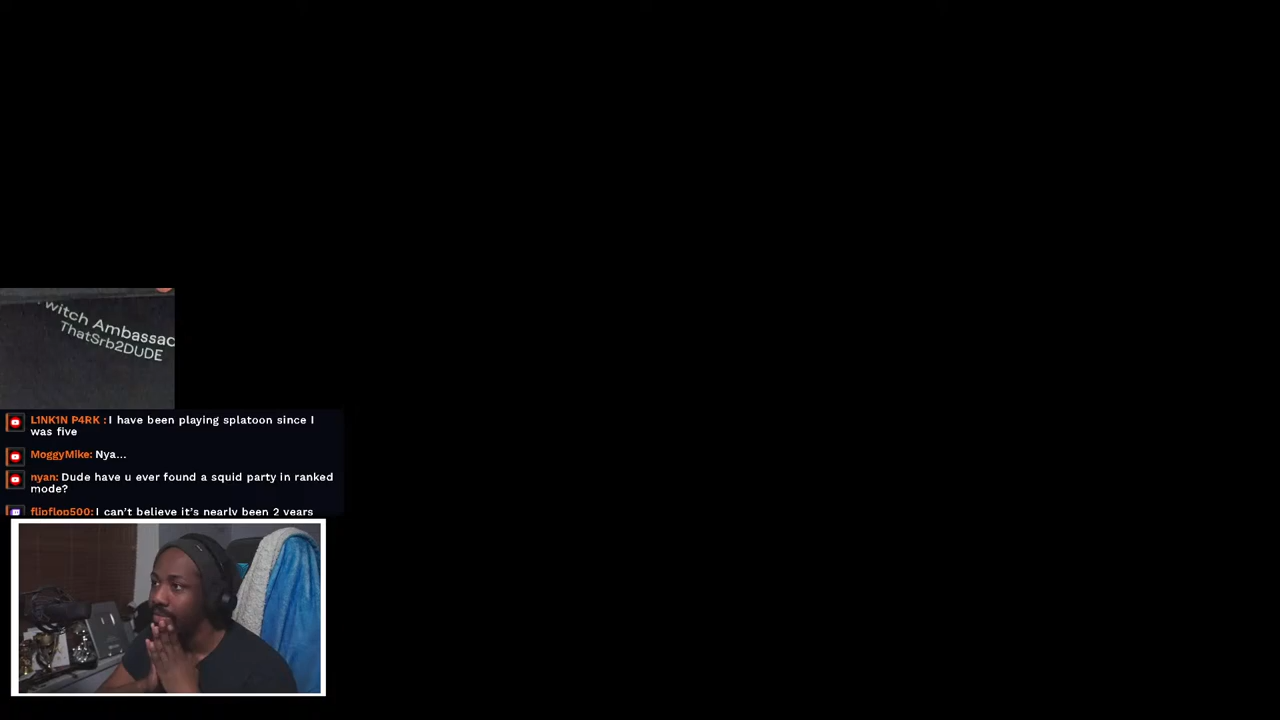 witch Ambassac
ThatSrb2DUDE
L1NK1N P4RK : I have been playing splatoon since I
was five
MoggyMike: Nya...
nyan: Dude have u ever found a squid party in ranked
mode?
flipflop500: I can't believe it's nearly been 2 years